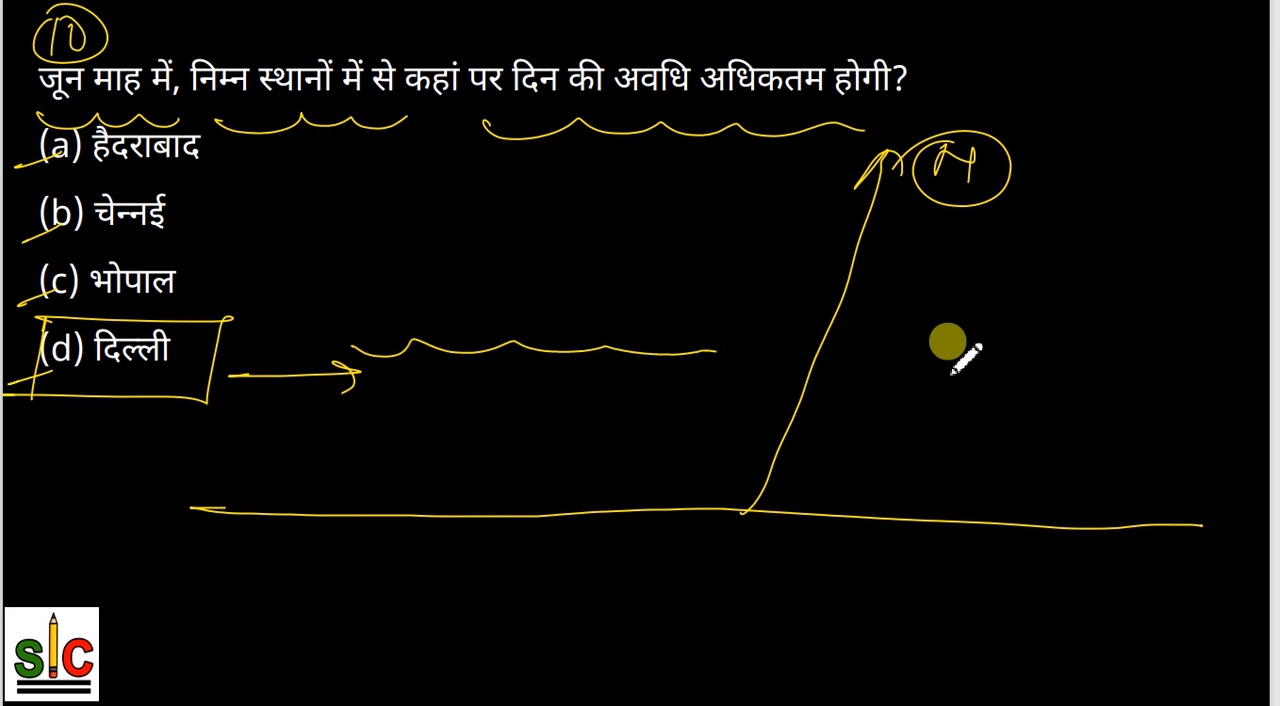 10
जून माह में, निम्न स्थानों में से कहां पर दिन की अवधि अधिकतम होगी?
(a) हैदराबाद
(b) चेन्नई
(c) भोपाल
(d) दिल्ली
SIC